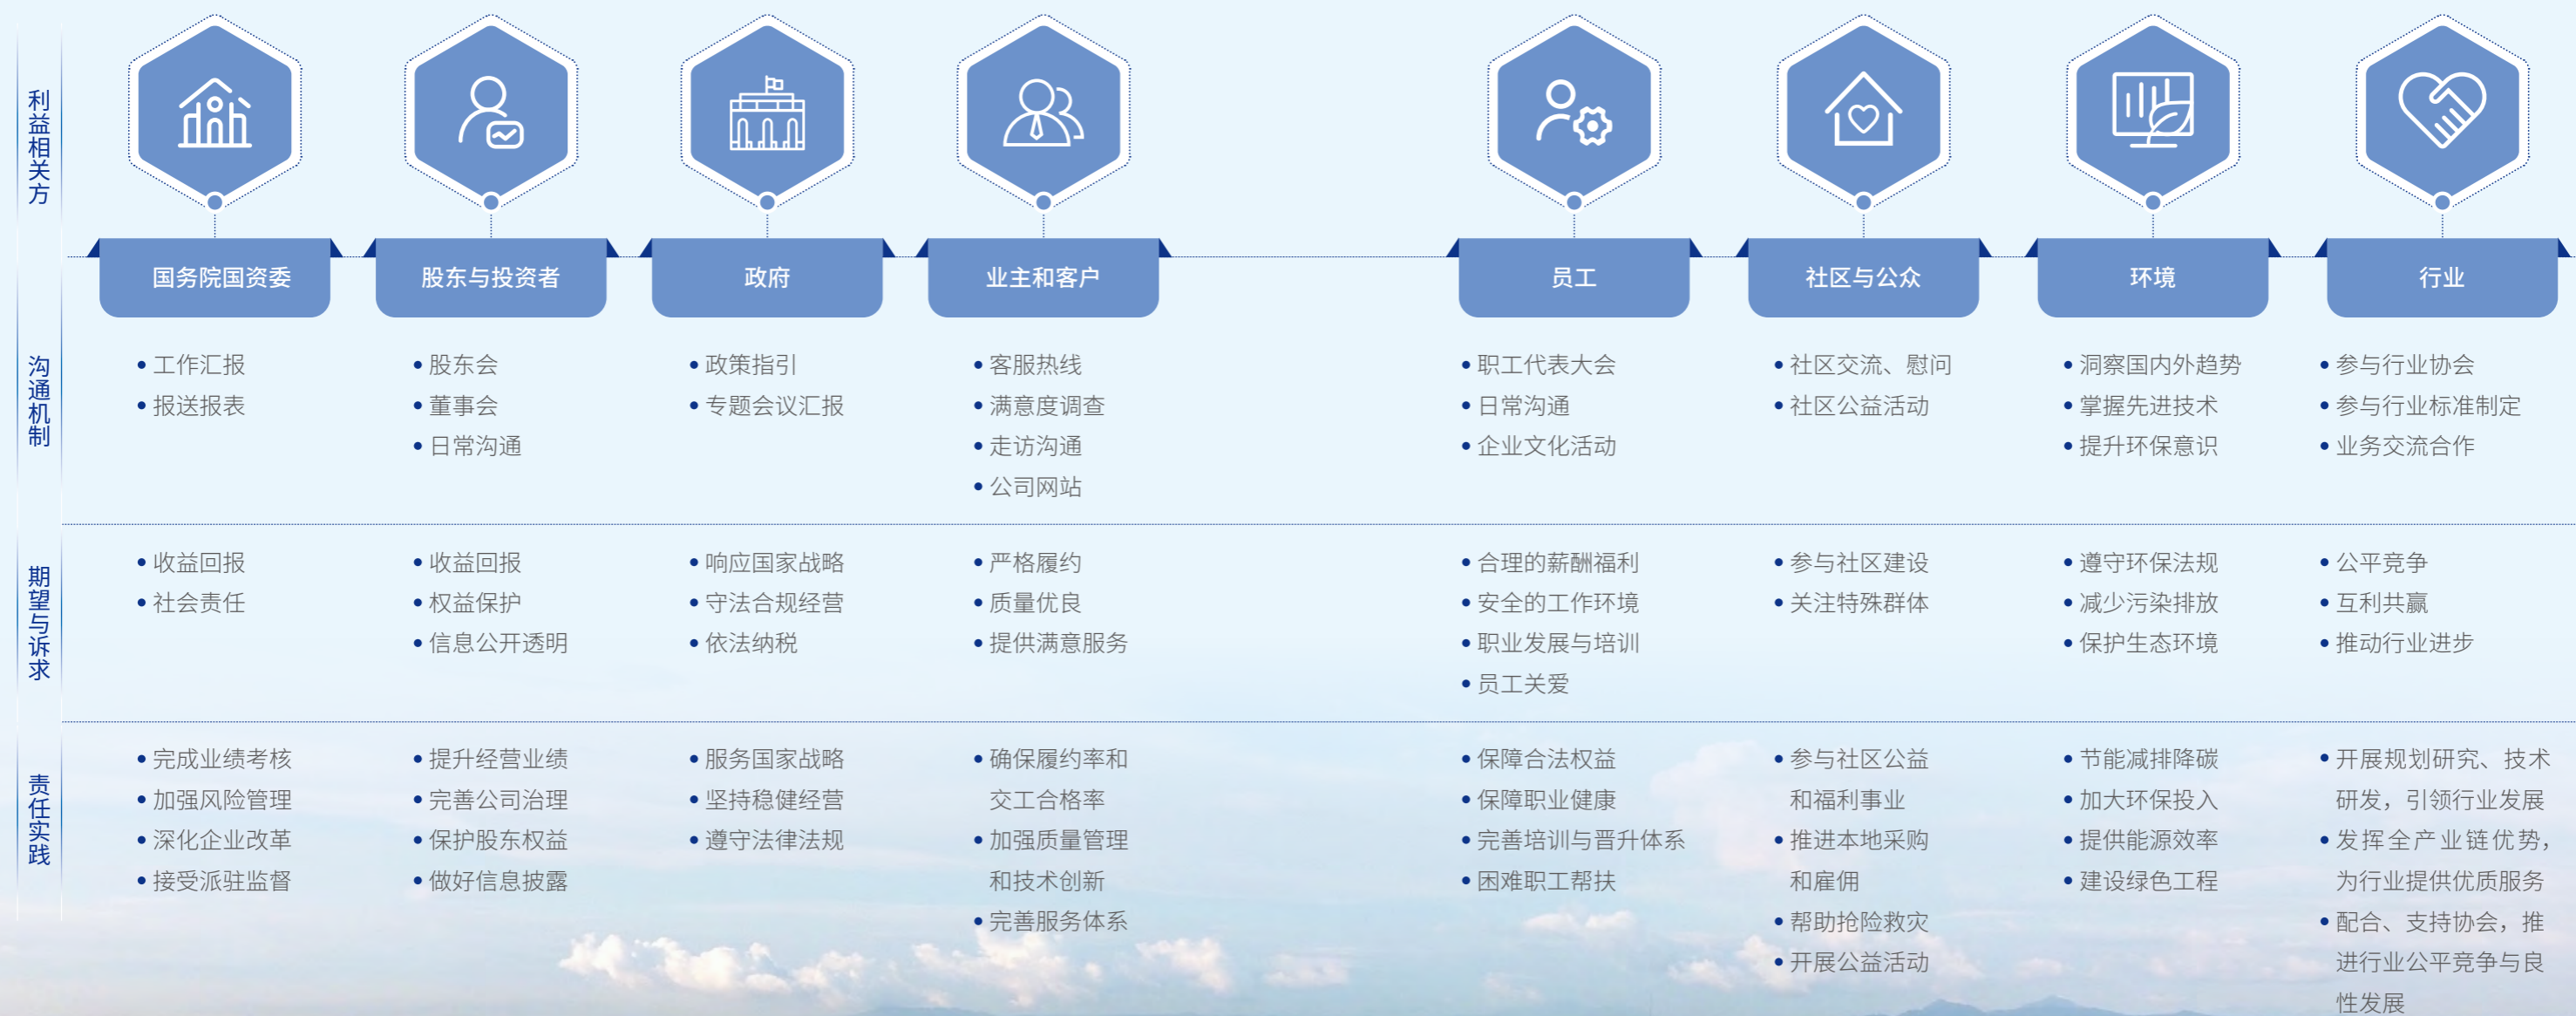 利益相关方
国务院国资委
股东与投资者
政府
业主和客户
员工
社区与公众
环境
行业
沟通机制
工作汇报
报送报表
股东会
董事会
日常沟通
政策指引
专题会议汇报
客服热线
满意度调查
走访沟通
公司网站
职工代表大会
日常沟通
企业文化活动
社区交流、慰问
社区公益活动
洞察国内外趋势
掌握先进技术
提升环保意识
参与行业协会
参与行业标准制定
业务交流合作
期望与诉求
收益回报
社会责任
收益回报
权益保护
信息公开透明
响应国家战略
守法合规经营
依法纳税
严格履约
质量优良
提供满意服务
合理的薪酬福利
安全的工作环境
职业发展与培训
员工关爱
参与社区建设
关注特殊群体
遵守环保法规
减少污染排放
保护生态环境
公平竞争
互利共赢
推动行业进步
责任实践
完成业绩考核
加强风险管理
深化企业改革
接受派驻监督
提升经营业绩
完善公司治理
保护股东权益
做好信息披露
服务国家战略
坚持稳健经营
遵守法律法规
确保履约率和
交工合格率
加强质量管理
和技术创新
完善服务体系
保障合法权益
保障职业健康
完善培训与晋升体系
困难职工帮扶
参与社区公益
和福利事业
推进本地采购
和雇佣
帮助抢险救灾
开展公益活动
节能减排降碳
加大环保投入
提供能源效率
建设绿色工程
开展规划研究、技术
研发，引领行业发展
发挥全产业链优势，
为行业提供优质服务
配合、支持协会，推
进行业公平竞争与良
性发展